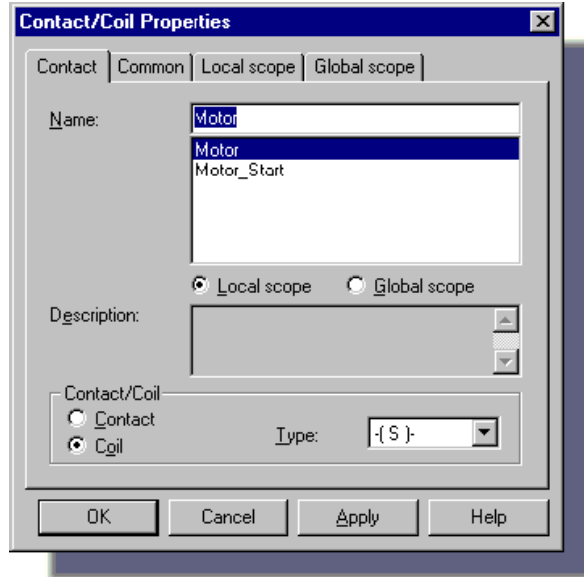 Contact/Coil Properties
Contact Common Local scope Global scope
Name: Motor
Motor
Motor_Start
Local scope Global scope
Description:
Contact/Coil
Contact
Coil
Type: -( S )-
OK Cancel Apply Help